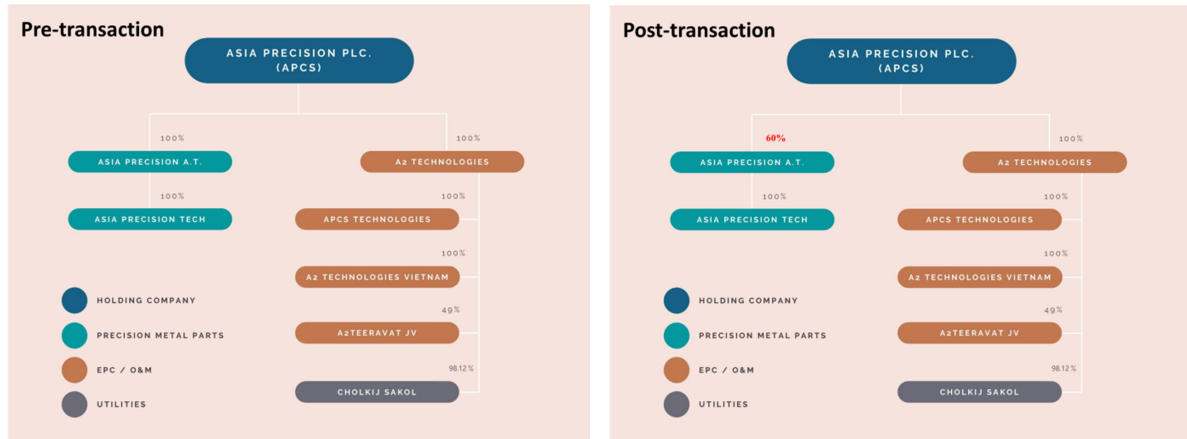 Pre-transaction
ASIA PRECISION PLC.
(APCS)
100%
100%
ASIA PRECISION A.T.
A2 TECHNOLOGIES
100%
100%
ASIA PRECISION TECH
APCS TECHNOLOGIES
100%
A2 TECHNOLOGIES VIETNAM
HOLDING COMPANY
49%
PRECISION METAL PARTS
A2TEERAVAT JV
EPC / O&M
98.12%
UTILITIES
CHOLKIJ SAKOL
Post-transaction
ASIA PRECISION PLC.
(APCS)
60%
100%
ASIA PRECISION A.T.
A2 TECHNOLOGIES
100%
100%
ASIA PRECISION TECH
APCS TECHNOLOGIES
100%
A2 TECHNOLOGIES VIETNAM
HOLDING COMPANY
49%
PRECISION METAL PARTS
A2TEERAVAT JV
EPC / O&M
98.12%
UTILITIES
CHOLKIJ SAKOL